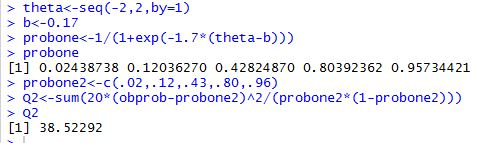 > theta<-seq(-2,2,by=1)
> b<-0.17
> probone<-1/(1+exp(-1.7*(theta-b)))
> probone
[1] 0.02438738 0.12036270 0.42824870 0.80392362 0.95734421
> probone2<-c(.02,.12,.43,.80,.96)
> Q2<-sum(20*(obprob-probone2)^2/(probone2*(1-probone2)))
> Q2
[1] 38.52292
>